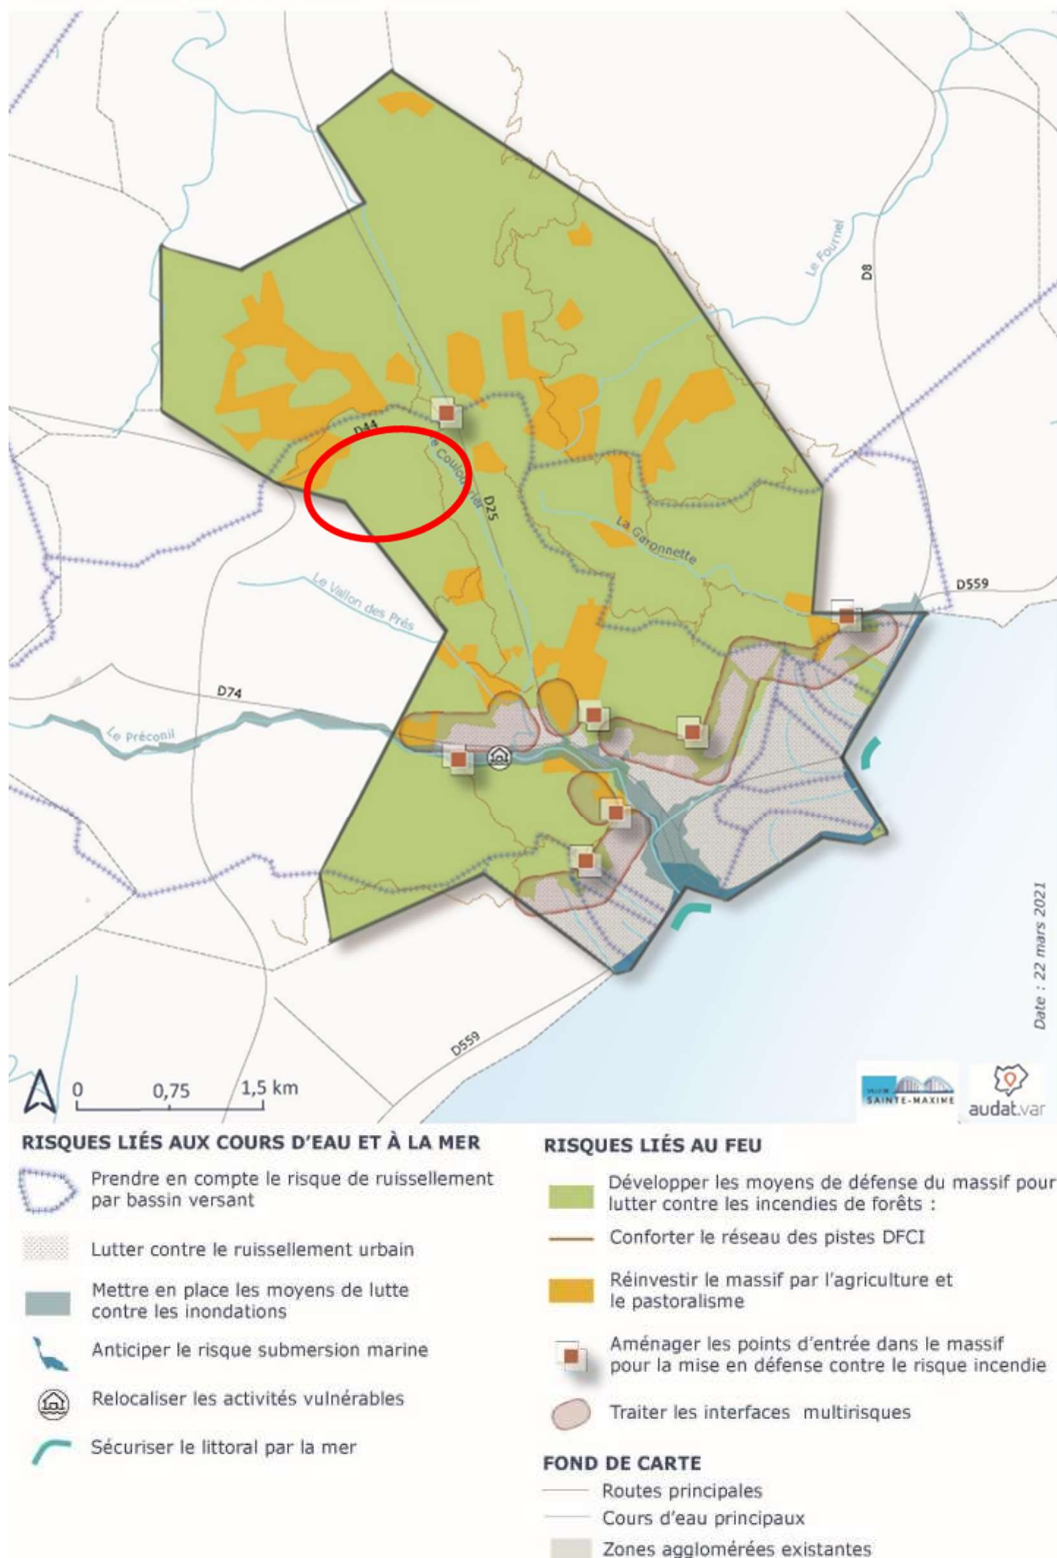 Le Fournel
D8
D44
Le Couloubrier
D25
La Garonnette
D559
Le Vallon des Prés
D74
Le Préconil
D559
Date : 22 mars 2021
0 0,75 1,5 km
VILLE DE
SAINTE-MAXIME
audat.var
RISQUES LIÉS AUX COURS D'EAU ET À LA MER
Prendre en compte le risque de ruissellement
par bassin versant
Lutter contre le ruissellement urbain
Mettre en place les moyens de lutte
contre les inondations
Anticiper le risque submersion marine
Relocaliser les activités vulnérables
Sécuriser le littoral par la mer
RISQUES LIÉS AU FEU
Développer les moyens de défense du massif pour
lutter contre les incendies de forêts :
Conforter le réseau des pistes DFCI
Réinvestir le massif par l'agriculture et
le pastoralisme
Aménager les points d'entrée dans le massif
pour la mise en défense contre le risque incendie
Traiter les interfaces multirisques
FOND DE CARTE
Routes principales
Cours d'eau principaux
Zones agglomérées existantes